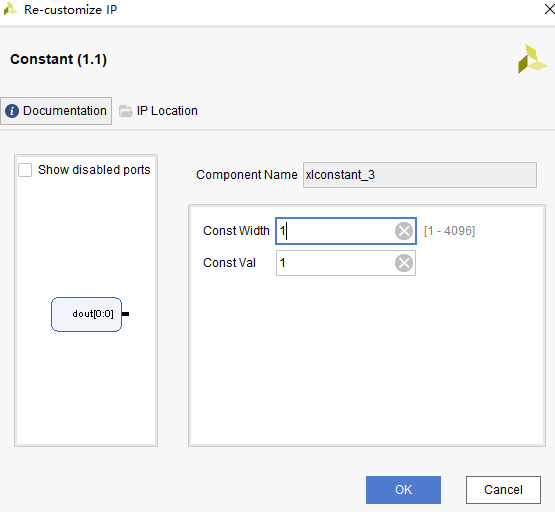 Re-customize IP
Constant (1.1)
Documentation IP Location
Show disabled ports
Component Name xlconstant_3
Const Width 1 [1 - 4096]
Const Val 1
dout[0:0]
OK Cancel